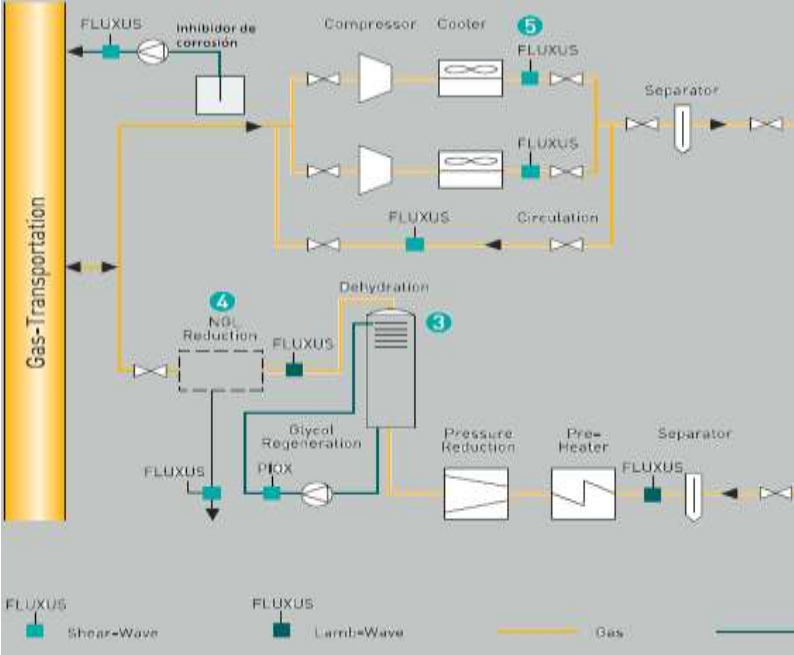 FLUXUS
Inhibidor de
corrosión
Compressor
Cooler
5
FLUXUS
Separator
FLUXUS
FLUXUS
Circulation
Gas-Transportation
Dehydration
4
3
NGL
Reduction
FLUXUS
Glycol
Regeneration
PIOX
FLUXUS
Pressure
Reduction
Pre-
Heater
Separator
FLUXUS
FLUXUS
Shear-Wave
FLUXUS
Lamb-Wave
Gas